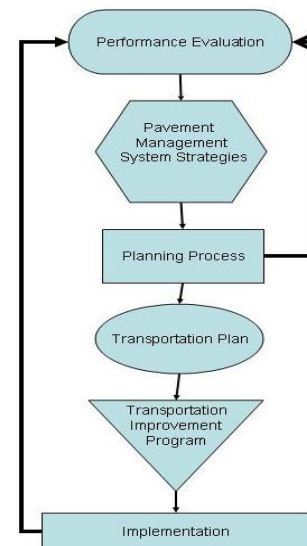 Performance Evaluation
Pavement
Management
System Strategies
Planning Process
Transportation Plan
Transportation
Improvement
Program
Implementation